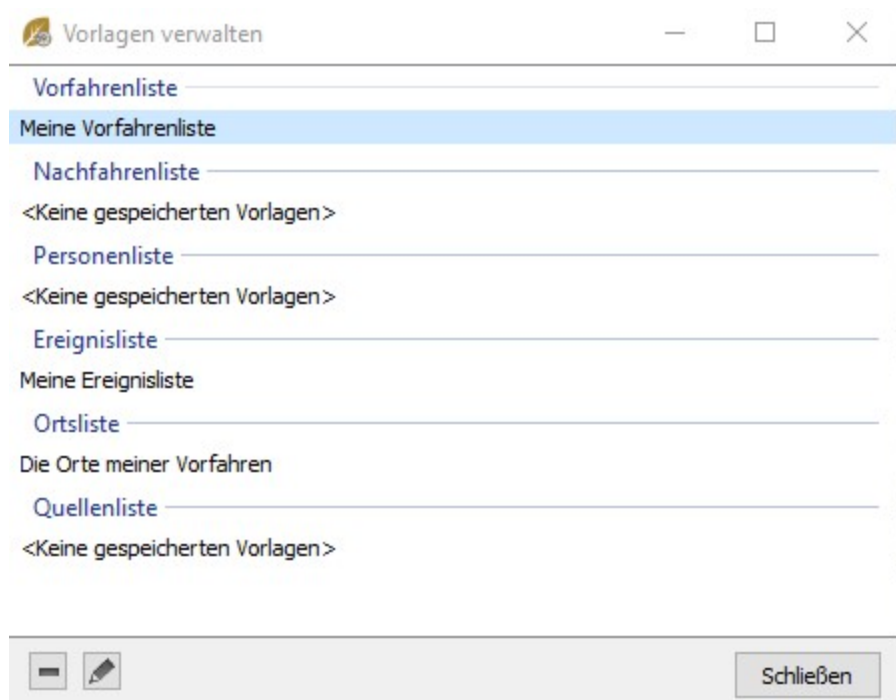 Vorlagen verwalten
Vorfahrenliste
Meine Vorfahrenliste
Nachfahrenliste
<Keine gespeicherten Vorlagen>
Personenliste
<Keine gespeicherten Vorlagen>
Ereignisliste
Meine Ereignisliste
Ortsliste
Die Orte meiner Vorfahren
Quellenliste
<Keine gespeicherten Vorlagen>
Schließen